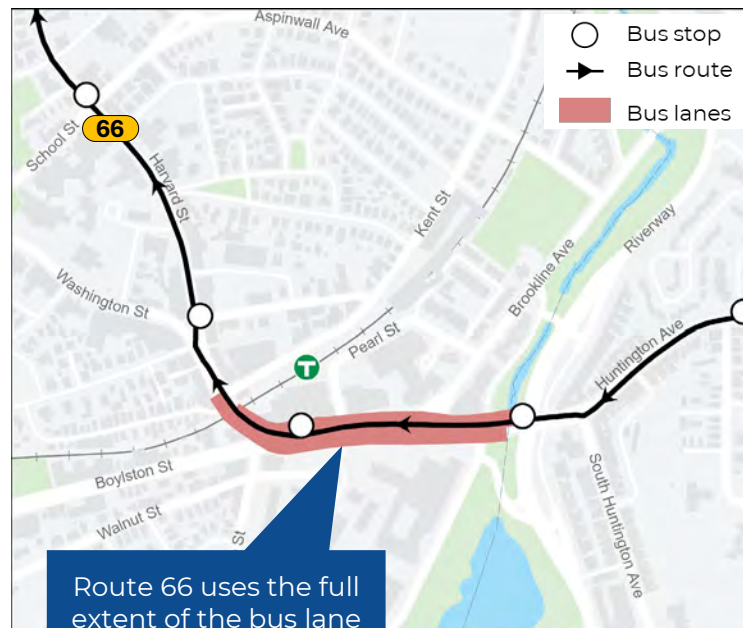 Aspinwall Ave
Bus stop
Bus route
Bus lanes
66
School St
Harvard St
Kent St
Riverway
Brookline Ave
Washington St
Pearl St
Huntington Ave
T
Boylston St
Walnut St
St
South Huntington Ave
Route 66 uses the full
extent of the bus lane